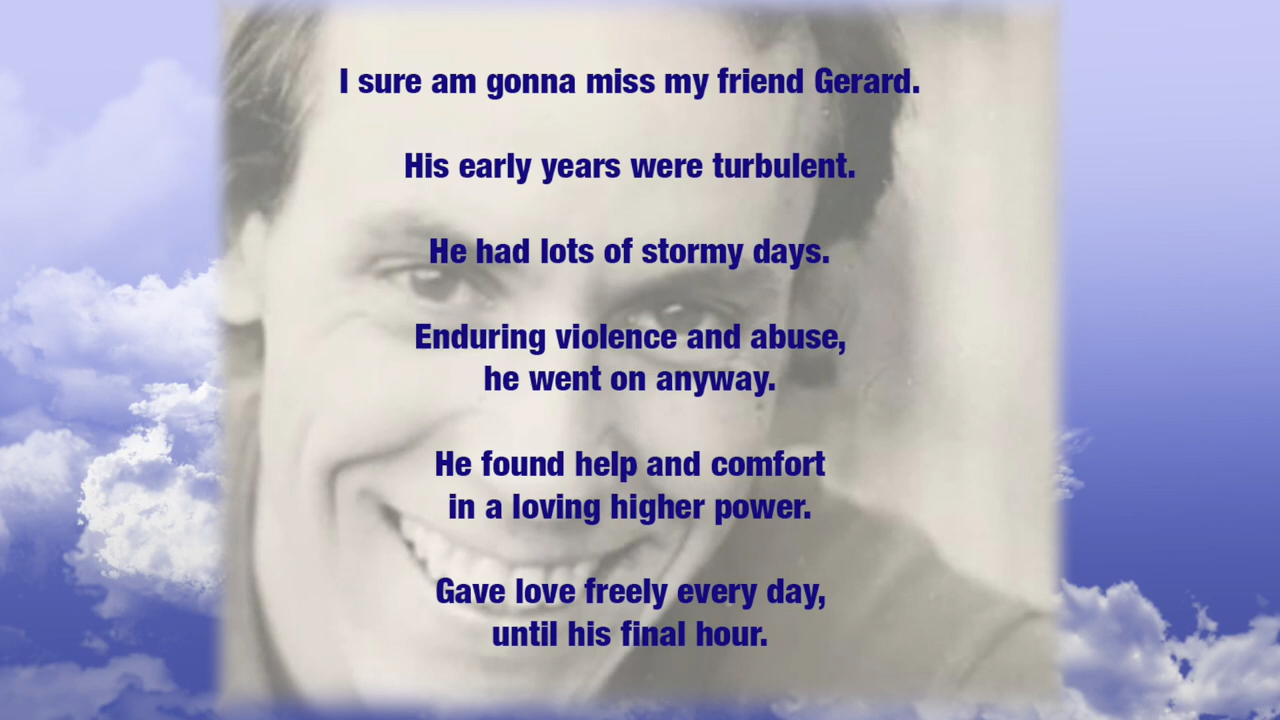 I sure am gonna miss my friend Gerard.
His early years were turbulent.
He had lots of stormy days.
Enduring violence and abuse,
he went on anyway.
He found help and comfort
in a loving higher power.
Gave love freely every day,
until his final hour.